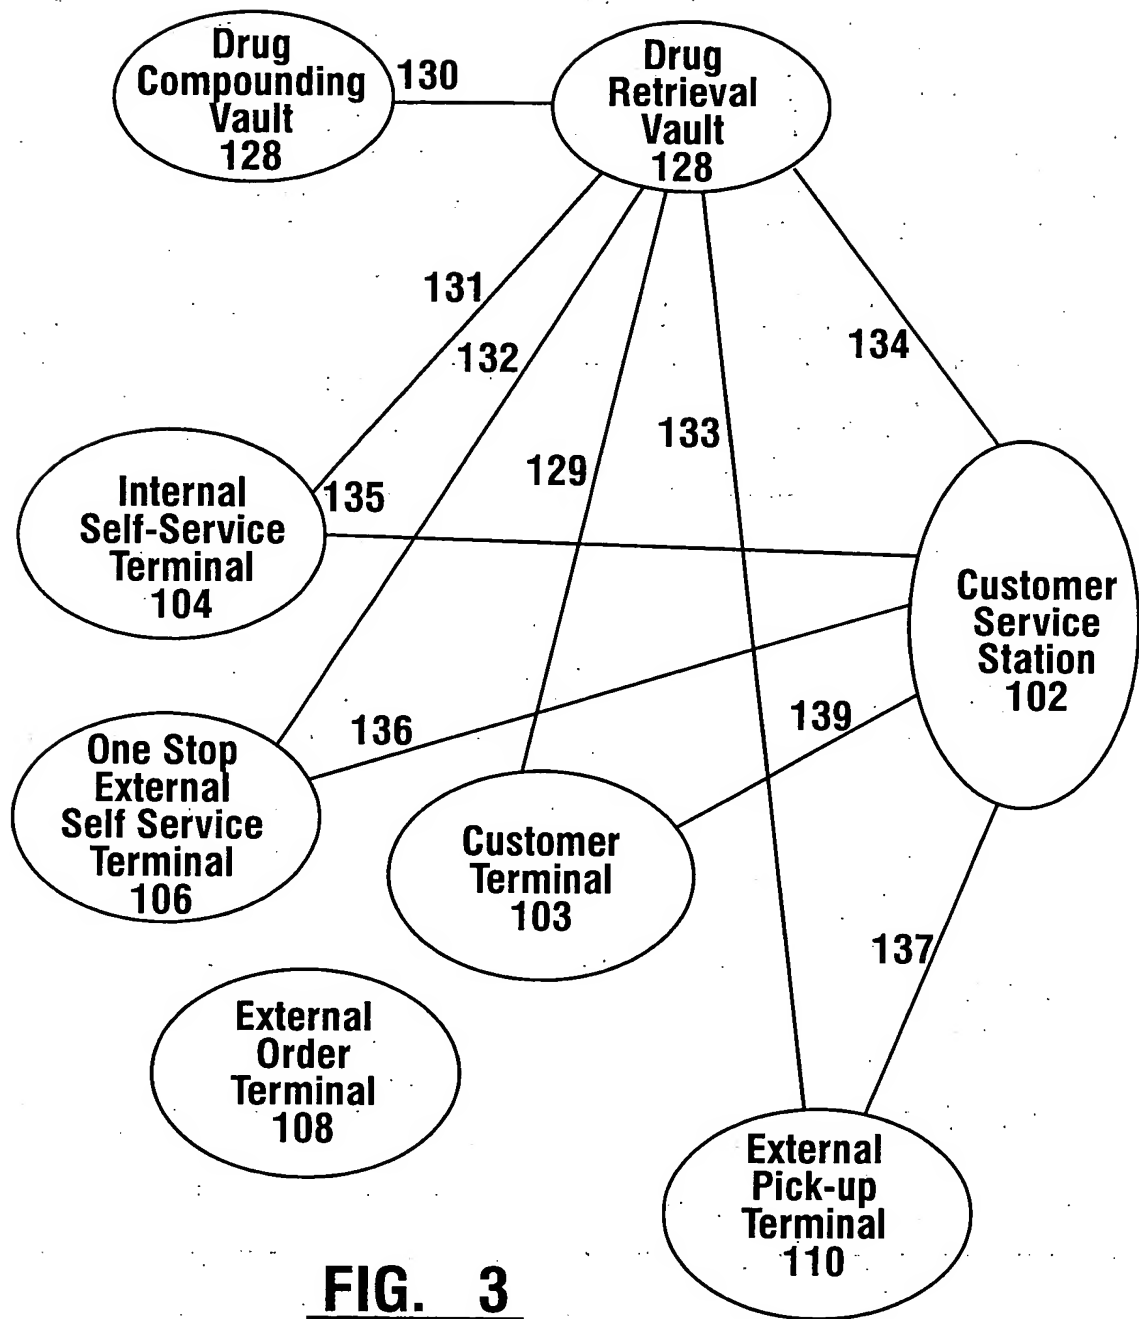 Drug
Compounding
Vault
128
130
Drug
Retrieval
Vault
128
131
132
134
133
129
Internal
Self-Service
Terminal
104
135
Customer
Service
Station
102
136
139
One Stop
External
Self Service
Terminal
106
Customer
Terminal
103
137
External
Order
Terminal
108
External
Pick-up
Terminal
110
FIG. 3